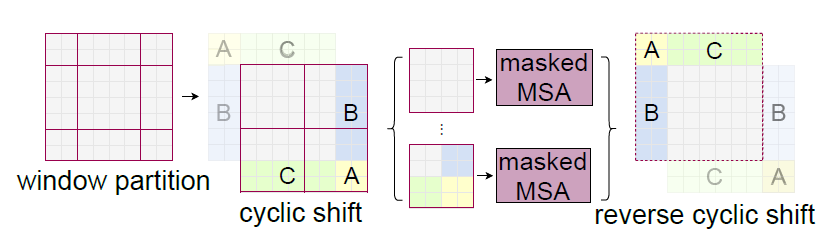 window partition
A C
B
B
C A
cyclic shift
masked
MSA
⋮
masked
MSA
A C
B
B
C A
reverse cyclic shift